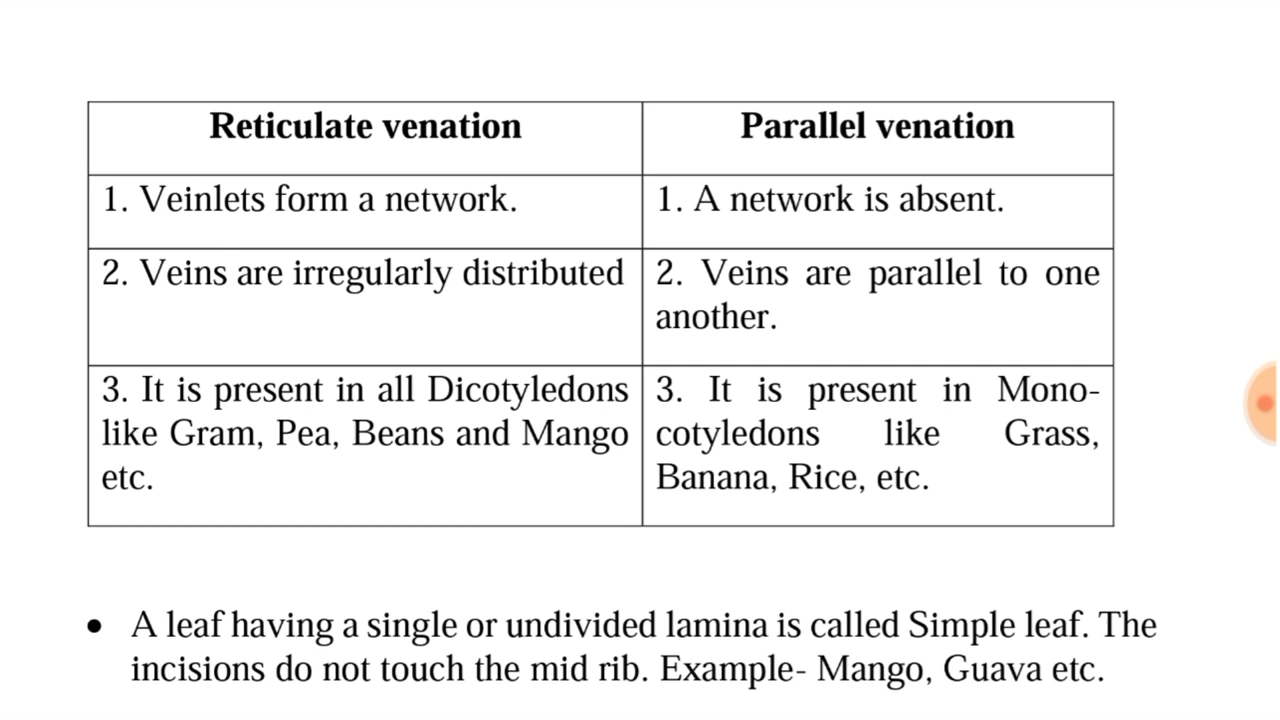 Reticulate venation
Parallel venation
1. Veinlets form a network.
1. A network is absent.
2. Veins are irregularly distributed
2. Veins are parallel to one
another.
3. It is present in all Dicotyledons
like Gram, Pea, Beans and Mango
etc.
3. It is present in Mono-
cotyledons like Grass,
Banana, Rice, etc.
• A leaf having a single or undivided lamina is called Simple leaf. The
incisions do not touch the mid rib. Example- Mango, Guava etc.